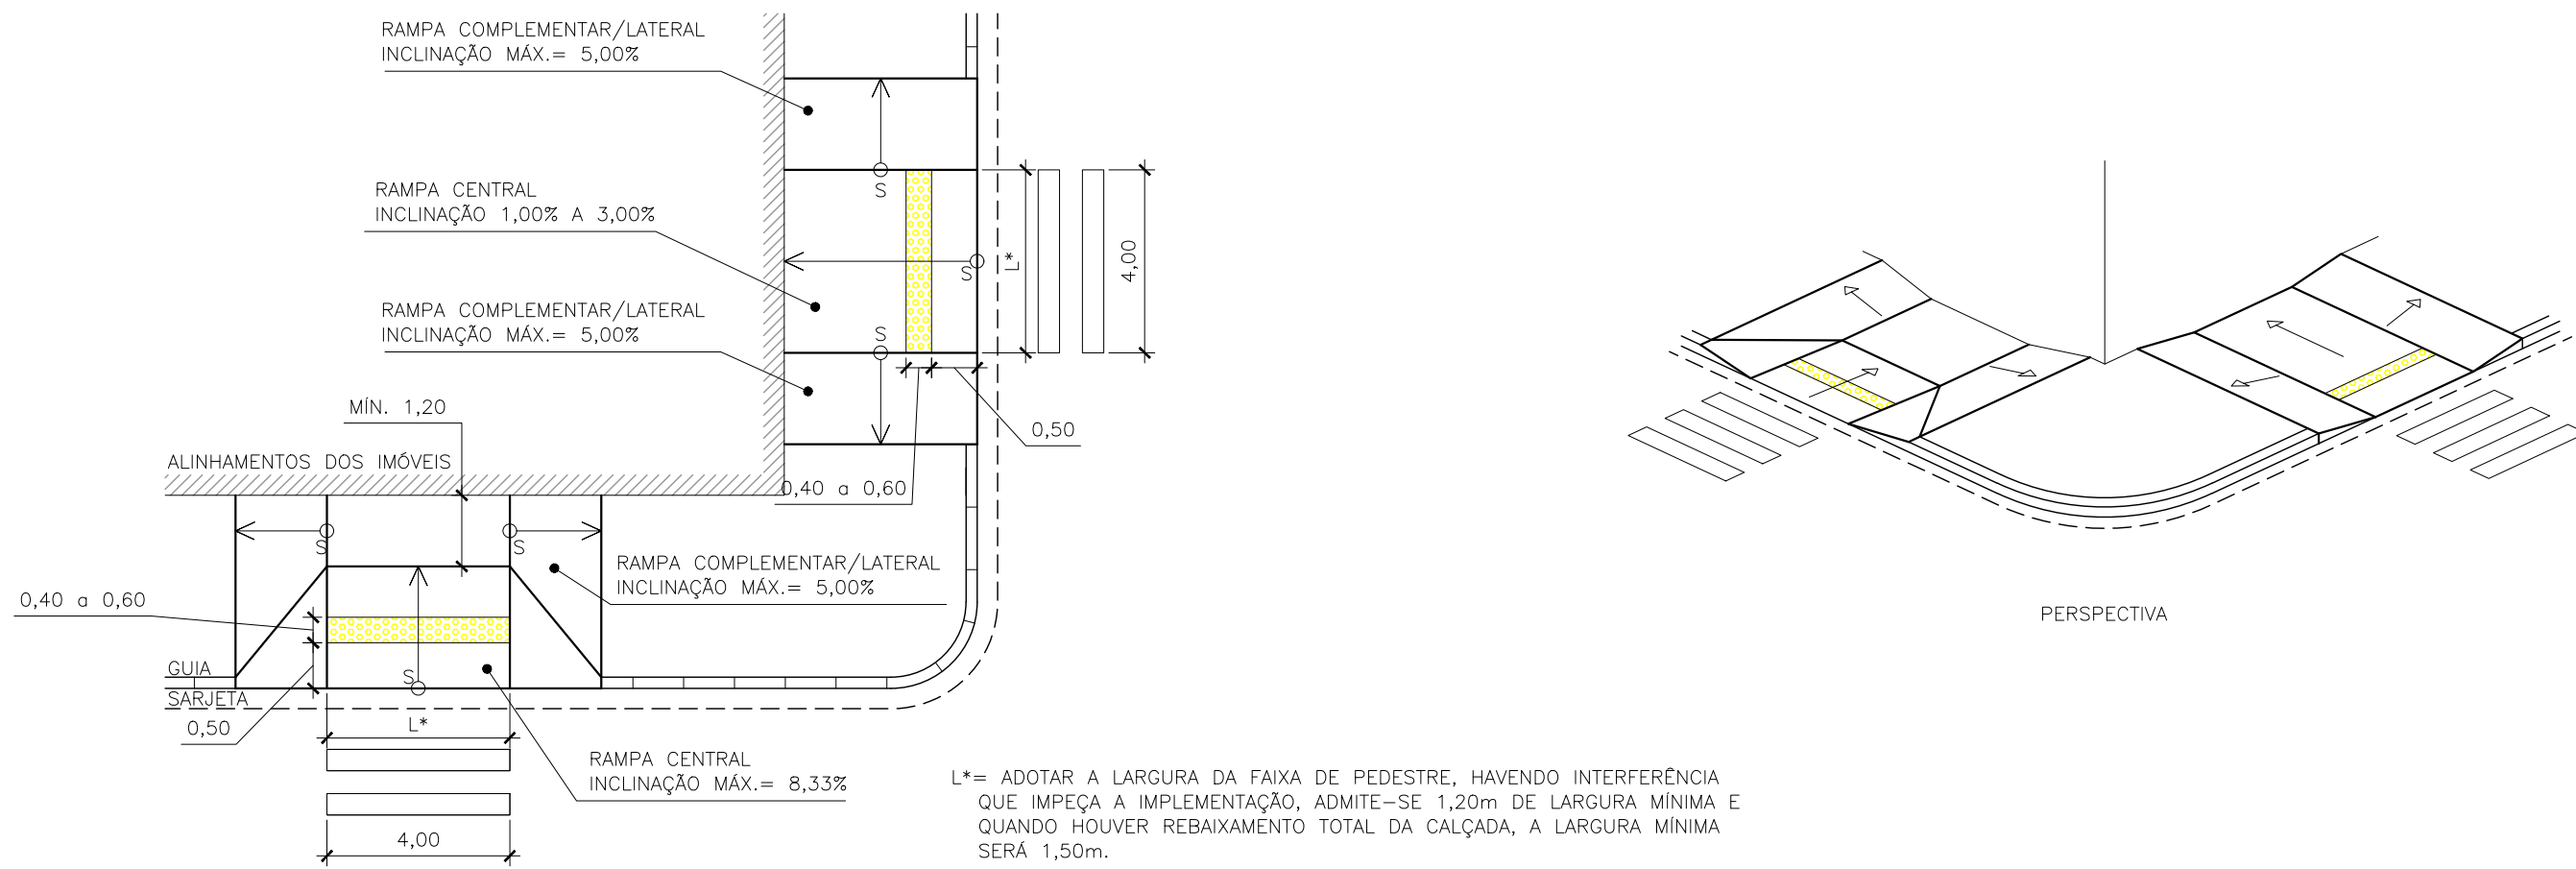 RAMPA COMPLEMENTAR/LATERAL
INCLINAÇÃO MÁX.= 5,00%
RAMPA CENTRAL
INCLINAÇÃO 1,00% A 3,00%
S
S
L*
4,00
RAMPA COMPLEMENTAR/LATERAL
INCLINAÇÃO MÁX.= 5,00%
S
MÍN. 1,20
0,50
ALINHAMENTOS DOS IMÓVEIS
0,40 a 0,60
S
S
RAMPA COMPLEMENTAR/LATERAL
INCLINAÇÃO MÁX.= 5,00%
0,40 a 0,60
GUIA
S
SARJETA
0,50
L*
RAMPA CENTRAL
INCLINAÇÃO MÁX.= 8,33%
4,00
PERSPECTIVA
L*= ADOTAR A LARGURA DA FAIXA DE PEDESTRE, HAVENDO INTERFERÊNCIA
QUE IMPEÇA A IMPLEMENTAÇÃO, ADMITE-SE 1,20m DE LARGURA MÍNIMA E
QUANDO HOUVER REBAIXAMENTO TOTAL DA CALÇADA, A LARGURA MÍNIMA
SERÁ 1,50m.